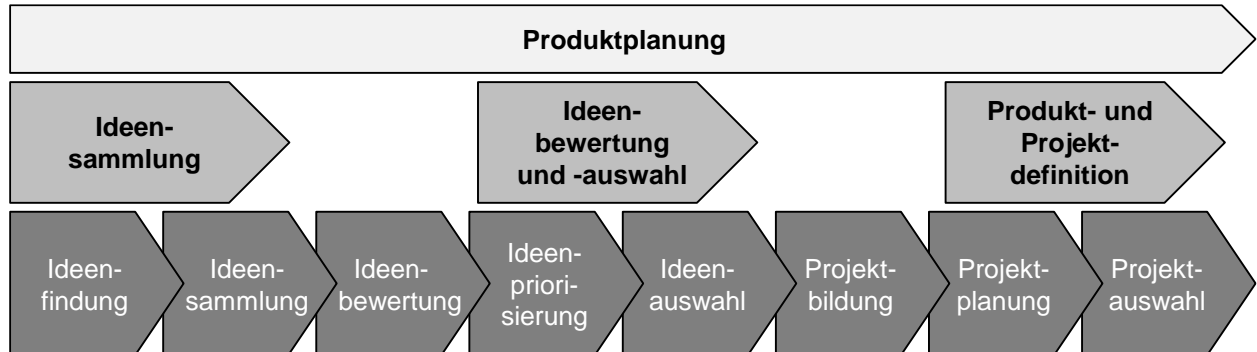 Produktplanung
Ideen-
sammlung
Ideen-
bewertung
und -auswahl
Produkt- und
Projekt-
definition
Ideen-
findung
Ideen-
sammlung
Ideen-
bewertung
Ideen-
priori-
sierung
Ideen-
auswahl
Projekt-
bildung
Projekt-
planung
Projekt-
auswahl